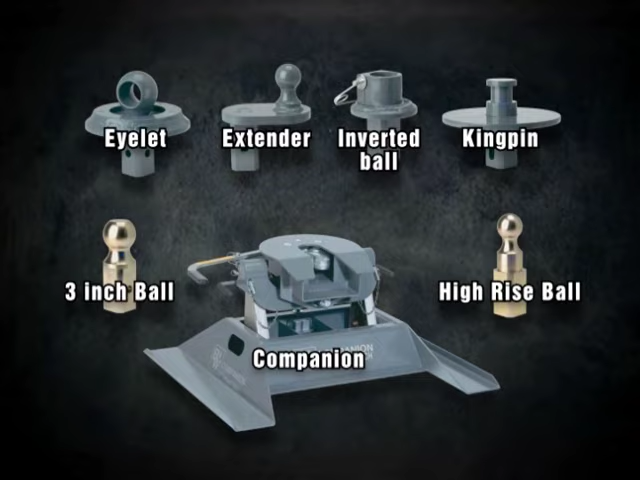 Eyelet
Extender
Inverted
ball
Kingpin
3 inch Ball
High Rise Ball
Companion